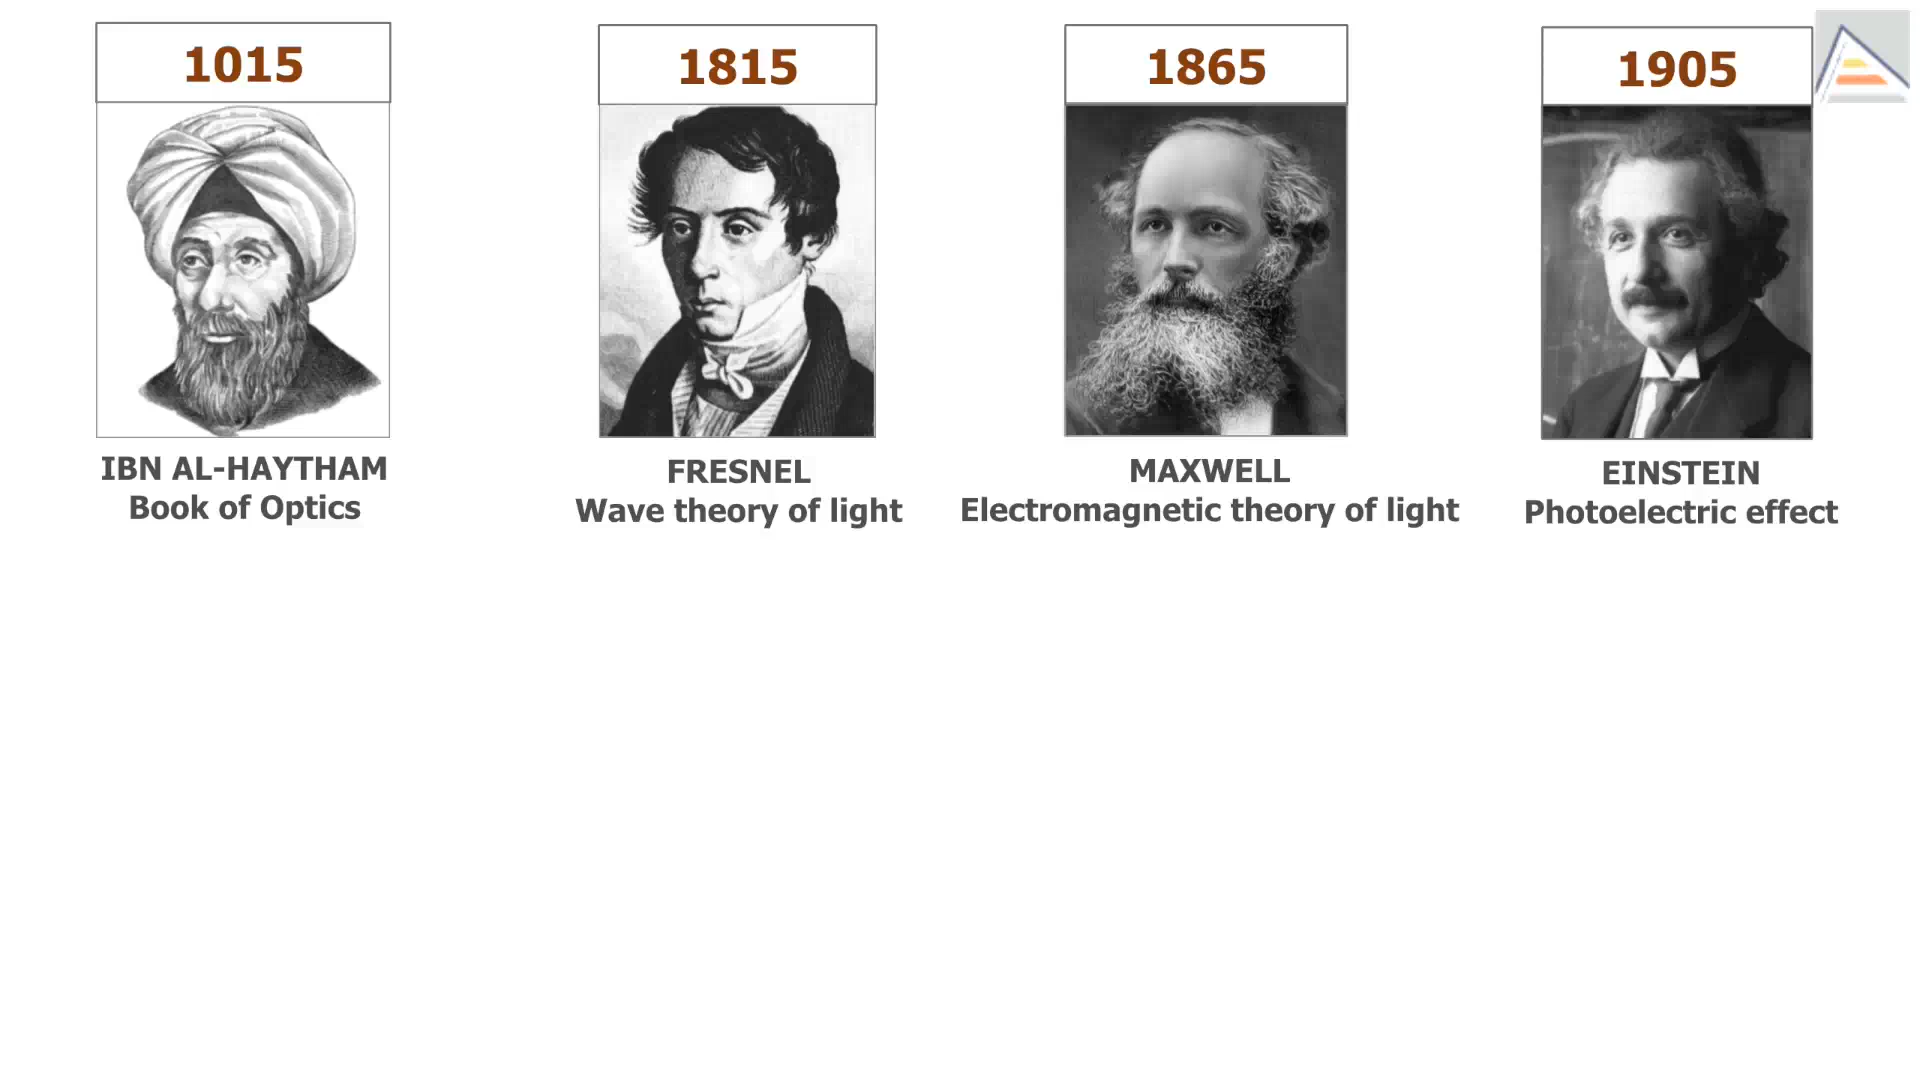 1015
IBN AL-HAYTHAM
Book of Optics
1815
FRESNEL
Wave theory of light
1865
MAXWELL
Electromagnetic theory of light
1905
EINSTEIN
Photoelectric effect